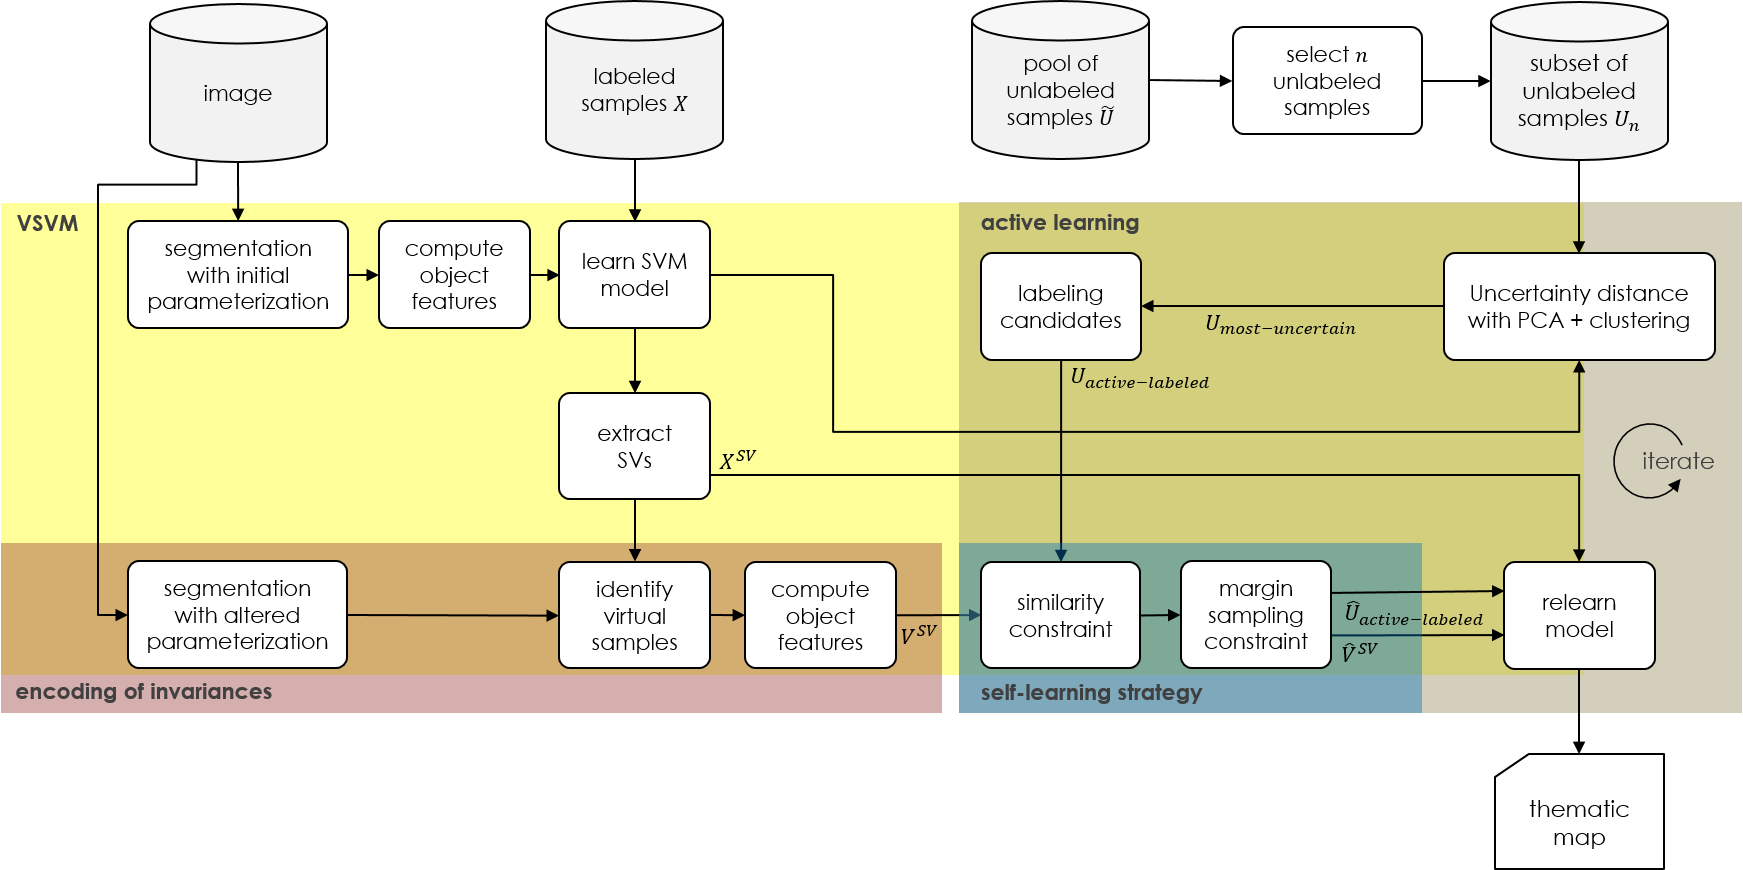 image
labeled
samples X
pool of
unlabeled
samples Ũ
select n
unlabeled
samples
subset of
unlabeled
samples Uₙ
VSVM
segmentation
with initial
parameterization
compute
object
features
learn SVM
model
active learning
labeling
candidates
U_most−uncertain
Uncertainty distance
with PCA + clustering
U_active−labeled
extract
SVs
X^SV
iterate
segmentation
with altered
parameterization
identify
virtual
samples
compute
object
features
V^SV
similarity
constraint
margin
sampling
constraint
Û_active−labeled
V̂^SV
relearn
model
encoding of invariances
self-learning strategy
thematic
map